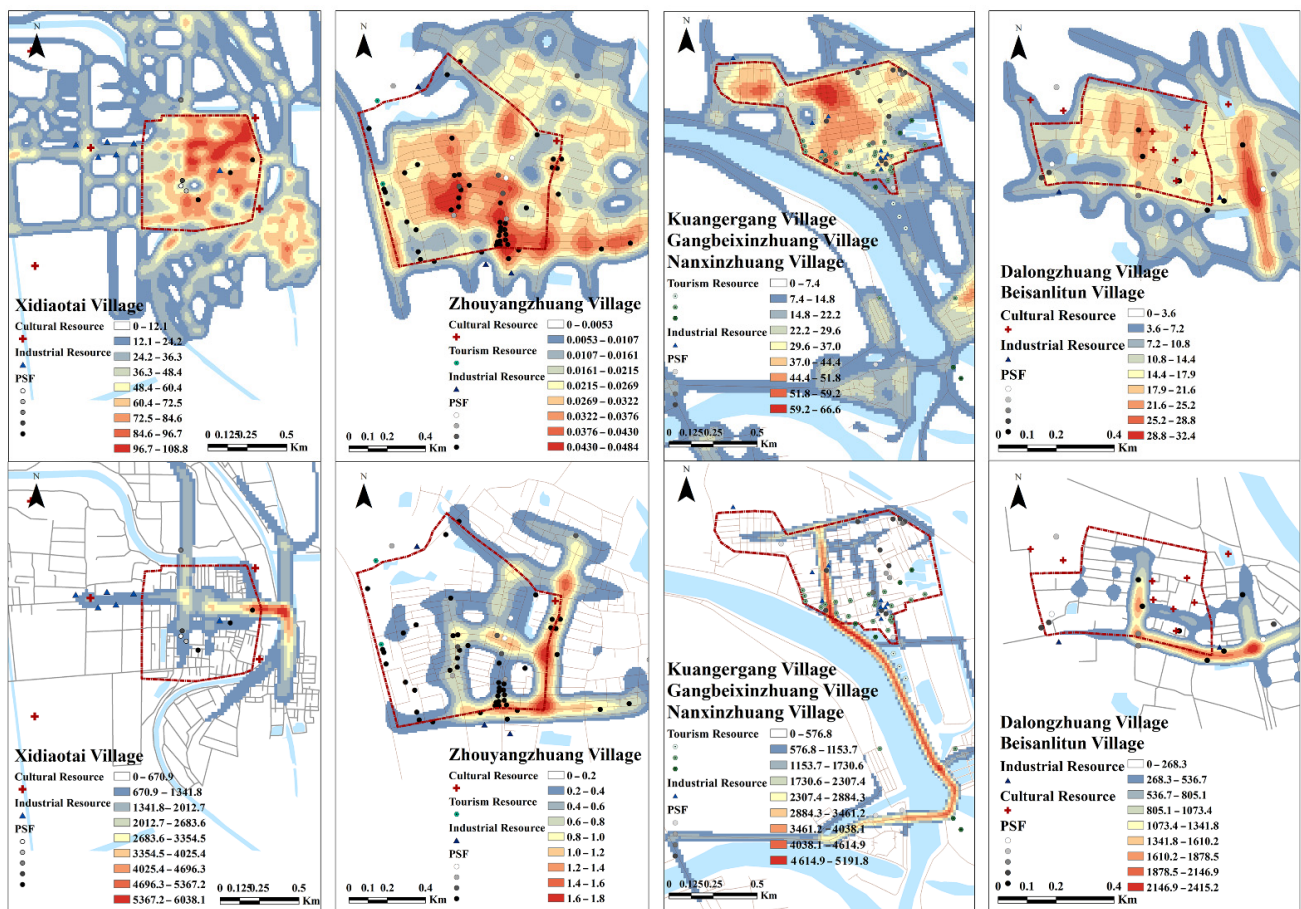 N
Xidiaotai Village
Cultural Resource
Industrial Resource
PSF
0 – 12.1
12.1 – 24.2
24.2 – 36.3
36.3 – 48.4
48.4 – 60.4
60.4 – 72.5
72.5 – 84.6
84.6 – 96.7
96.7 – 108.8
0 0.125 0.25 0.5
Km
N
Zhouyangzhuang Village
Cultural Resource
Tourism Resource
Industrial Resource
PSF
0 – 0.0053
0.0053 – 0.0107
0.0107 – 0.0161
0.0161 – 0.0215
0.0215 – 0.0269
0.0269 – 0.0322
0.0322 – 0.0376
0.0376 – 0.0430
0.0430 – 0.0484
0 0.1 0.2 0.4
Km
N
Kuangergang Village
Gangbeixinzhuang Village
Nanxinzhuang Village
Tourism Resource
Industrial Resource
PSF
0 – 7.4
7.4 – 14.8
14.8 – 22.2
22.2 – 29.6
29.6 – 37.0
37.0 – 44.4
44.4 – 51.8
51.8 – 59.2
59.2 – 66.6
0 0.125 0.25 0.5
Km
N
Dalongzhuang Village
Beisanlitun Village
Cultural Resource
Industrial Resource
PSF
0 – 3.6
3.6 – 7.2
7.2 – 10.8
10.8 – 14.4
14.4 – 17.9
17.9 – 21.6
21.6 – 25.2
25.2 – 28.8
28.8 – 32.4
0 0.1 0.2 0.4
Km
N
Xidiaotai Village
Cultural Resource
Industrial Resource
PSF
0 – 670.9
670.9 – 1341.8
1341.8 – 2012.7
2012.7 – 2683.6
2683.6 – 3354.5
3354.5 – 4025.4
4025.4 – 4696.3
4696.3 – 5367.2
5367.2 – 6038.1
0 0.125 0.25 0.5
Km
N
Zhouyangzhuang Village
Cultural Resource
Tourism Resource
Industrial Resource
PSF
0 – 0.2
0.2 – 0.4
0.4 – 0.6
0.6 – 0.8
0.8 – 1.0
1.0 – 1.2
1.2 – 1.4
1.4 – 1.6
1.6 – 1.8
0 0.1 0.2 0.4
Km
N
Kuangergang Village
Gangbeixinzhuang Village
Nanxinzhuang Village
Tourism Resource
Industrial Resource
PSF
0 – 576.8
576.8 – 1153.7
1153.7 – 1730.6
1730.6 – 2307.4
2307.4 – 2884.3
2884.3 – 3461.2
3461.2 – 4038.1
4038.1 – 4614.9
4614.9 – 5191.8
0 0.125 0.25 0.5
Km
N
Dalongzhuang Village
Beisanlitun Village
Industrial Resource
Cultural Resource
PSF
0 – 268.3
268.3 – 536.7
536.7 – 805.1
805.1 – 1073.4
1073.4 – 1341.8
1341.8 – 1610.2
1610.2 – 1878.5
1878.5 – 2146.9
2146.9 – 2415.2
0 0.1 0.2 0.4
Km